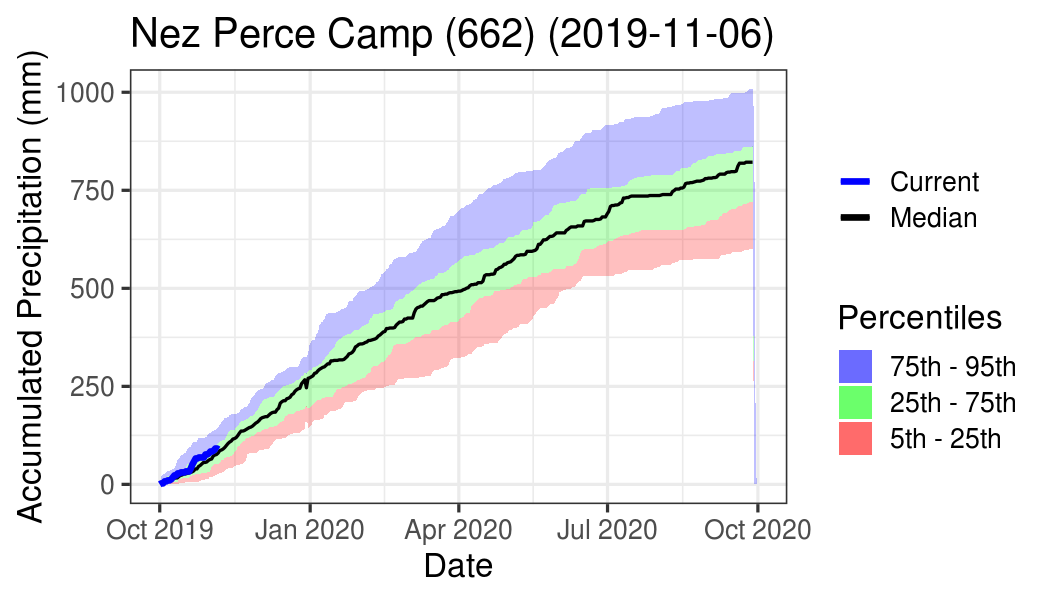 Nez Perce Camp (662) (2019-11-06)
Accumulated Precipitation (mm)
1000
750
500
250
0
Oct 2019
Jan 2020
Apr 2020
Jul 2020
Oct 2020
Date
Current
Median
Percentiles
75th - 95th
25th - 75th
5th - 25th